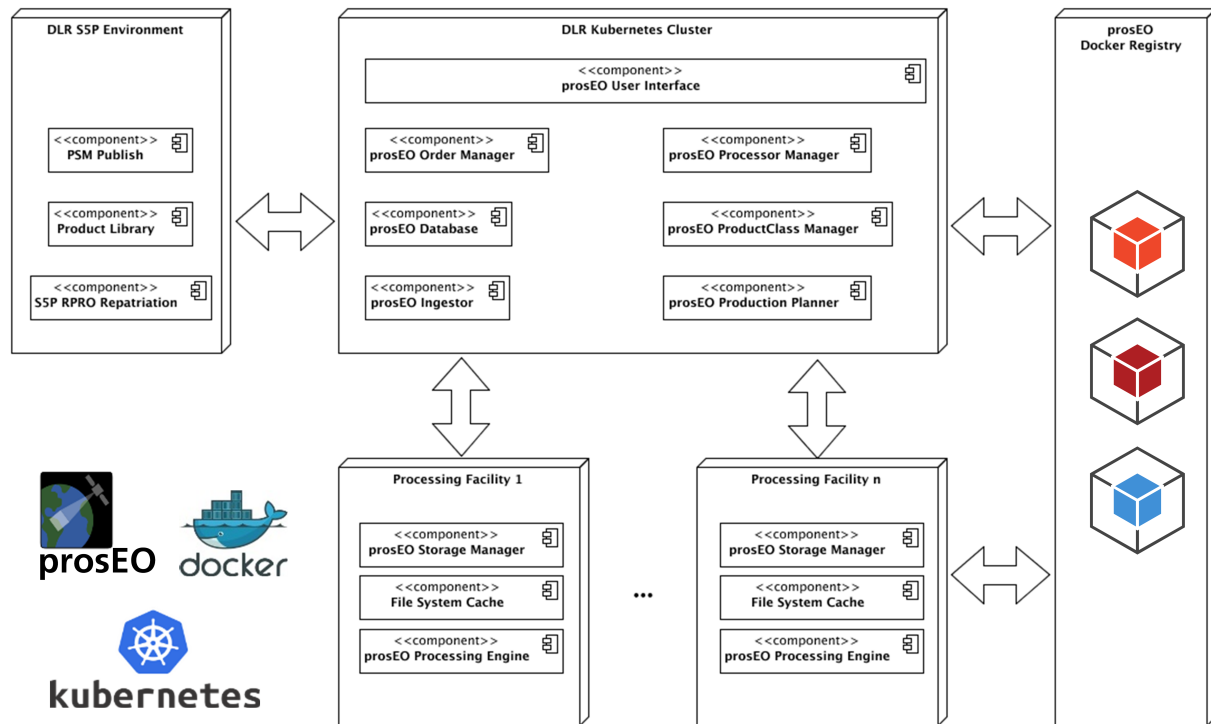 DLR S5P Environment
<<component>>
PSM Publish
<<component>>
Product Library
<<component>>
S5P RPRO Repatriation
DLR Kubernetes Cluster
<<component>>
prosEO User Interface
<<component>>
prosEO Order Manager
<<component>>
prosEO Processor Manager
<<component>>
prosEO Database
<<component>>
prosEO ProductClass Manager
<<component>>
prosEO Ingestor
<<component>>
prosEO Production Planner
prosEO
Docker Registry
Processing Facility 1
<<component>>
prosEO Storage Manager
<<component>>
File System Cache
<<component>>
prosEO Processing Engine
...
Processing Facility n
<<component>>
prosEO Storage Manager
<<component>>
File System Cache
<<component>>
prosEO Processing Engine
prosEO
docker
kubernetes